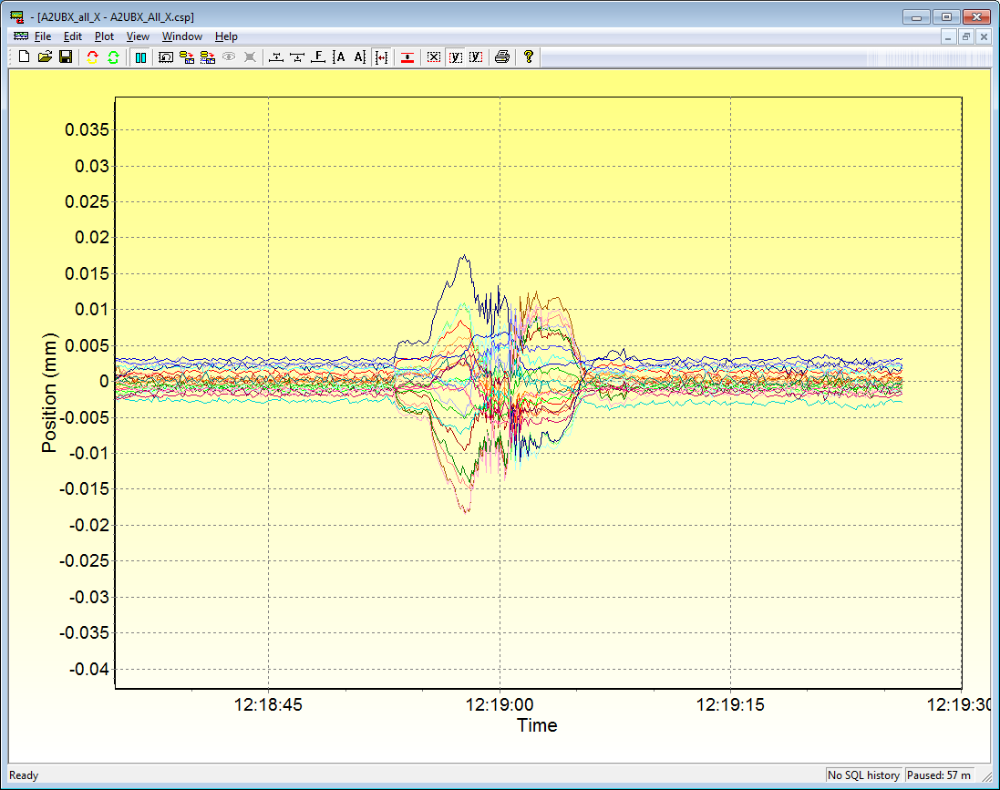 - [A2UBX_all_X - A2UBX_All_X.csp]
File Edit Plot View Window Help
F A A y y ?
0.035
0.03
0.025
0.02
0.015
0.01
0.005
0
-0.005
-0.01
-0.015
-0.02
-0.025
-0.03
-0.035
-0.04
Position (mm)
12:18:45 12:19:00 12:19:15 12:19:30
Time
Ready No SQL history Paused: 57 m